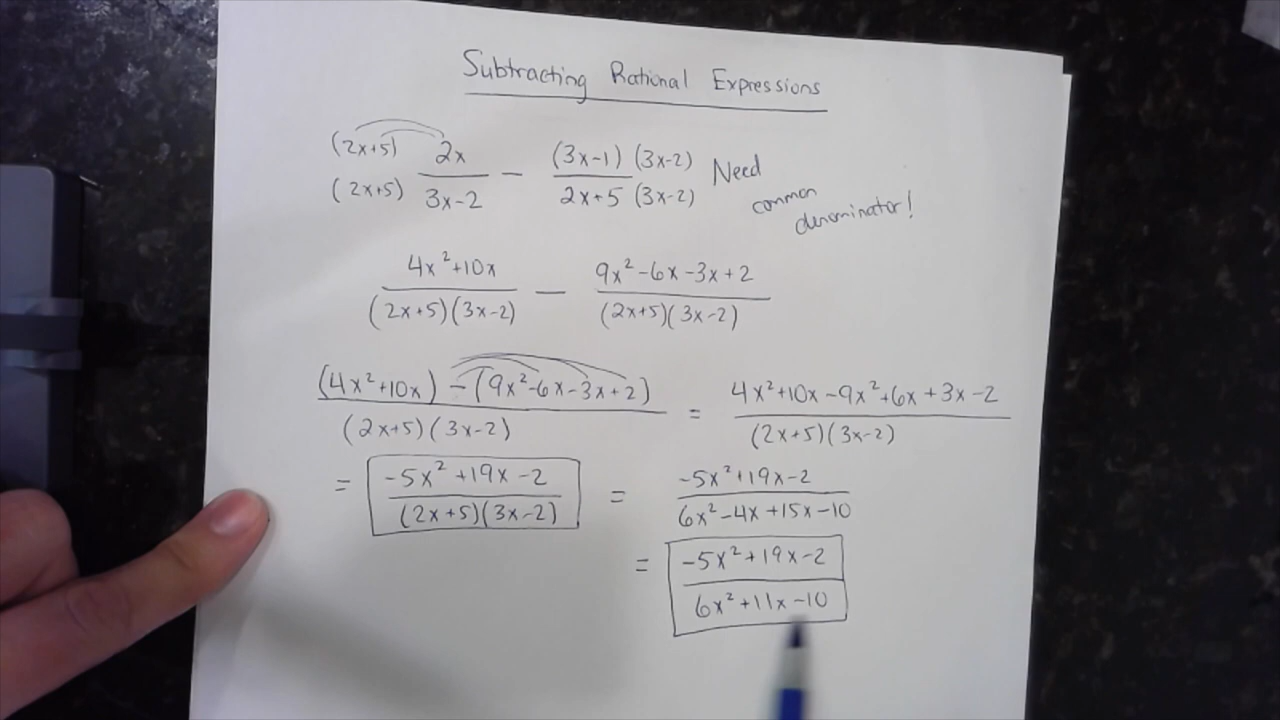 Subtracting Rational Expressions
(2x+5) 2x (3x-1) (3x-2) Need
(2x+5) 3x-2 - 2x+5 (3x-2) common
denominator!
4x²+10x - 9x²-6x-3x+2
(2x+5)(3x-2) (2x+5)(3x-2)
(4x²+10x) - (9x²-6x-3x+2) = 4x²+10x-9x²+6x+3x-2
(2x+5)(3x-2) (2x+5)(3x-2)
= -5x²+19x-2 = -5x²+19x-2
(2x+5)(3x-2) 6x²-4x+15x-10
= -5x²+19x-2
6x²+11x-10